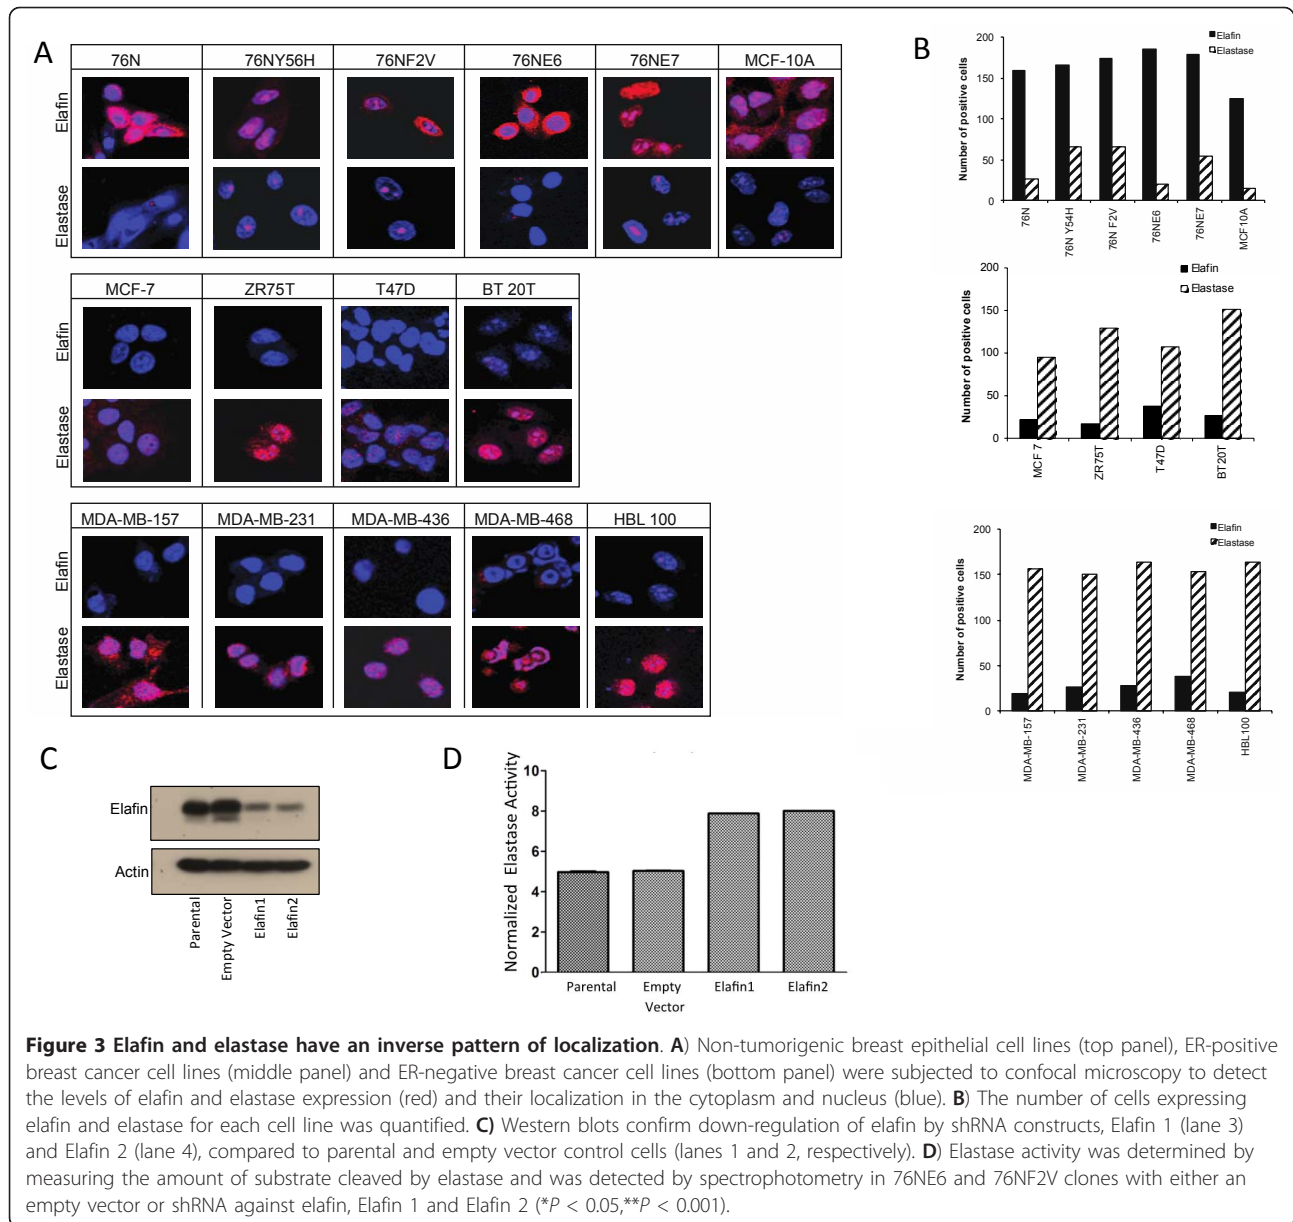 A
76N 76NY56H 76NF2V 76NE6 76NE7 MCF-10A
Elafin
Elastase
MCF-7 ZR75T T47D BT 20T
Elafin
Elastase
MDA-MB-157 MDA-MB-231 MDA-MB-436 MDA-MB-468 HBL 100
Elafin
Elastase
B
Elafin
Elastase
Number of positive cells
200
150
100
50
0
76N
76N Y54H
76N F2V
76NE6
76NE7
MCF10A
Elafin
Elastase
Number of positive cells
200
150
100
50
0
MCF 7
ZR75T
T47D
BT20T
Elafin
Elastase
Number of positive cells
200
150
100
50
0
MDA-MB-157
MDA-MB-231
MDA-MB-436
MDA-MB-468
HBL100
C
Elafin
Actin
Parental
Empty Vector
Elafin1
Elafin2
D
Normalized Elastase Activity
10
8
6
4
2
0
Parental Empty Elafin1 Elafin2
Vector
Figure 3 Elafin and elastase have an inverse pattern of localization. A) Non-tumorigenic breast epithelial cell lines (top panel), ER-positive
breast cancer cell lines (middle panel) and ER-negative breast cancer cell lines (bottom panel) were subjected to confocal microscopy to detect
the levels of elafin and elastase expression (red) and their localization in the cytoplasm and nucleus (blue). B) The number of cells expressing
elafin and elastase for each cell line was quantified. C) Western blots confirm down-regulation of elafin by shRNA constructs, Elafin 1 (lane 3)
and Elafin 2 (lane 4), compared to parental and empty vector control cells (lanes 1 and 2, respectively). D) Elastase activity was determined by
measuring the amount of substrate cleaved by elastase and was detected by spectrophotometry in 76NE6 and 76NF2V clones with either an
empty vector or shRNA against elafin, Elafin 1 and Elafin 2 (*P < 0.05,**P < 0.001).